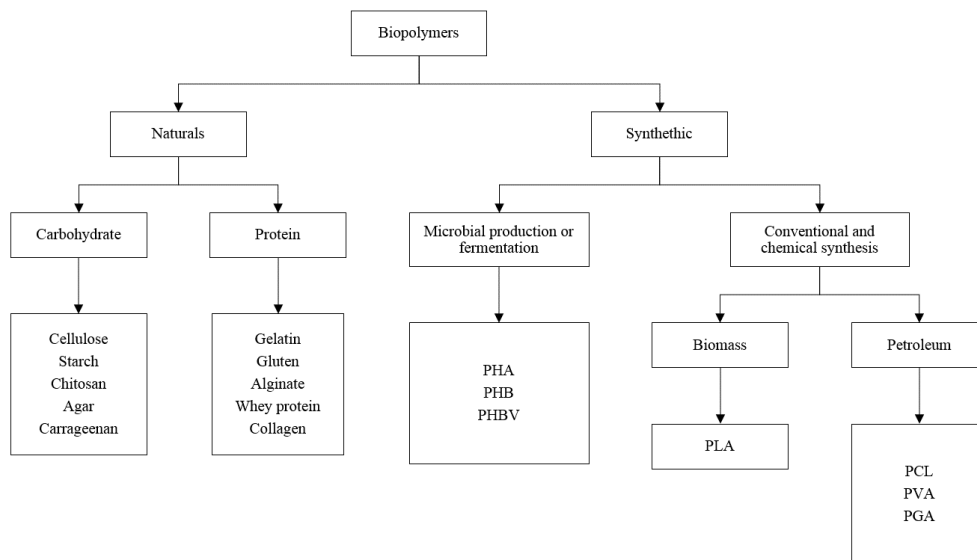 Biopolymers
Naturals
Synthethic
Carbohydrate
Protein
Microbial production or
fermentation
Conventional and
chemical synthesis
Cellulose
Starch
Chitosan
Agar
Carrageenan
Gelatin
Gluten
Alginate
Whey protein
Collagen
PHA
PHB
PHBV
Biomass
Petroleum
PLA
PCL
PVA
PGA